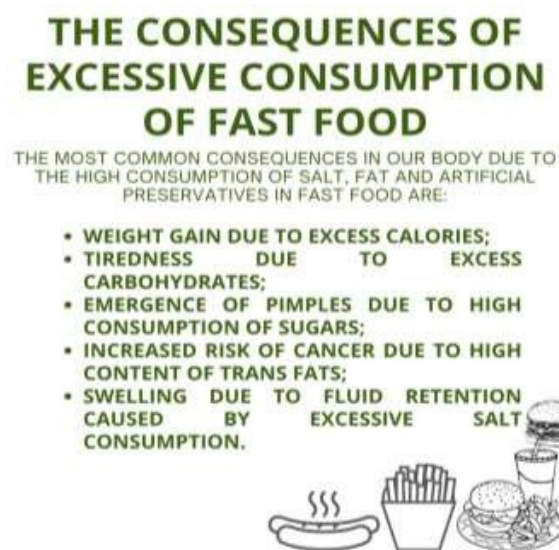 THE CONSEQUENCES OF
EXCESSIVE CONSUMPTION
OF FAST FOOD
THE MOST COMMON CONSEQUENCES IN OUR BODY DUE TO
THE HIGH CONSUMPTION OF SALT, FAT AND ARTIFICIAL
PRESERVATIVES IN FAST FOOD ARE:
• WEIGHT GAIN DUE TO EXCESS CALORIES;
• TIREDNESS DUE TO EXCESS
CARBOHYDRATES;
• EMERGENCE OF PIMPLES DUE TO HIGH
CONSUMPTION OF SUGARS;
• INCREASED RISK OF CANCER DUE TO HIGH
CONTENT OF TRANS FATS;
• SWELLING DUE TO FLUID RETENTION
CAUSED BY EXCESSIVE SALT
CONSUMPTION.